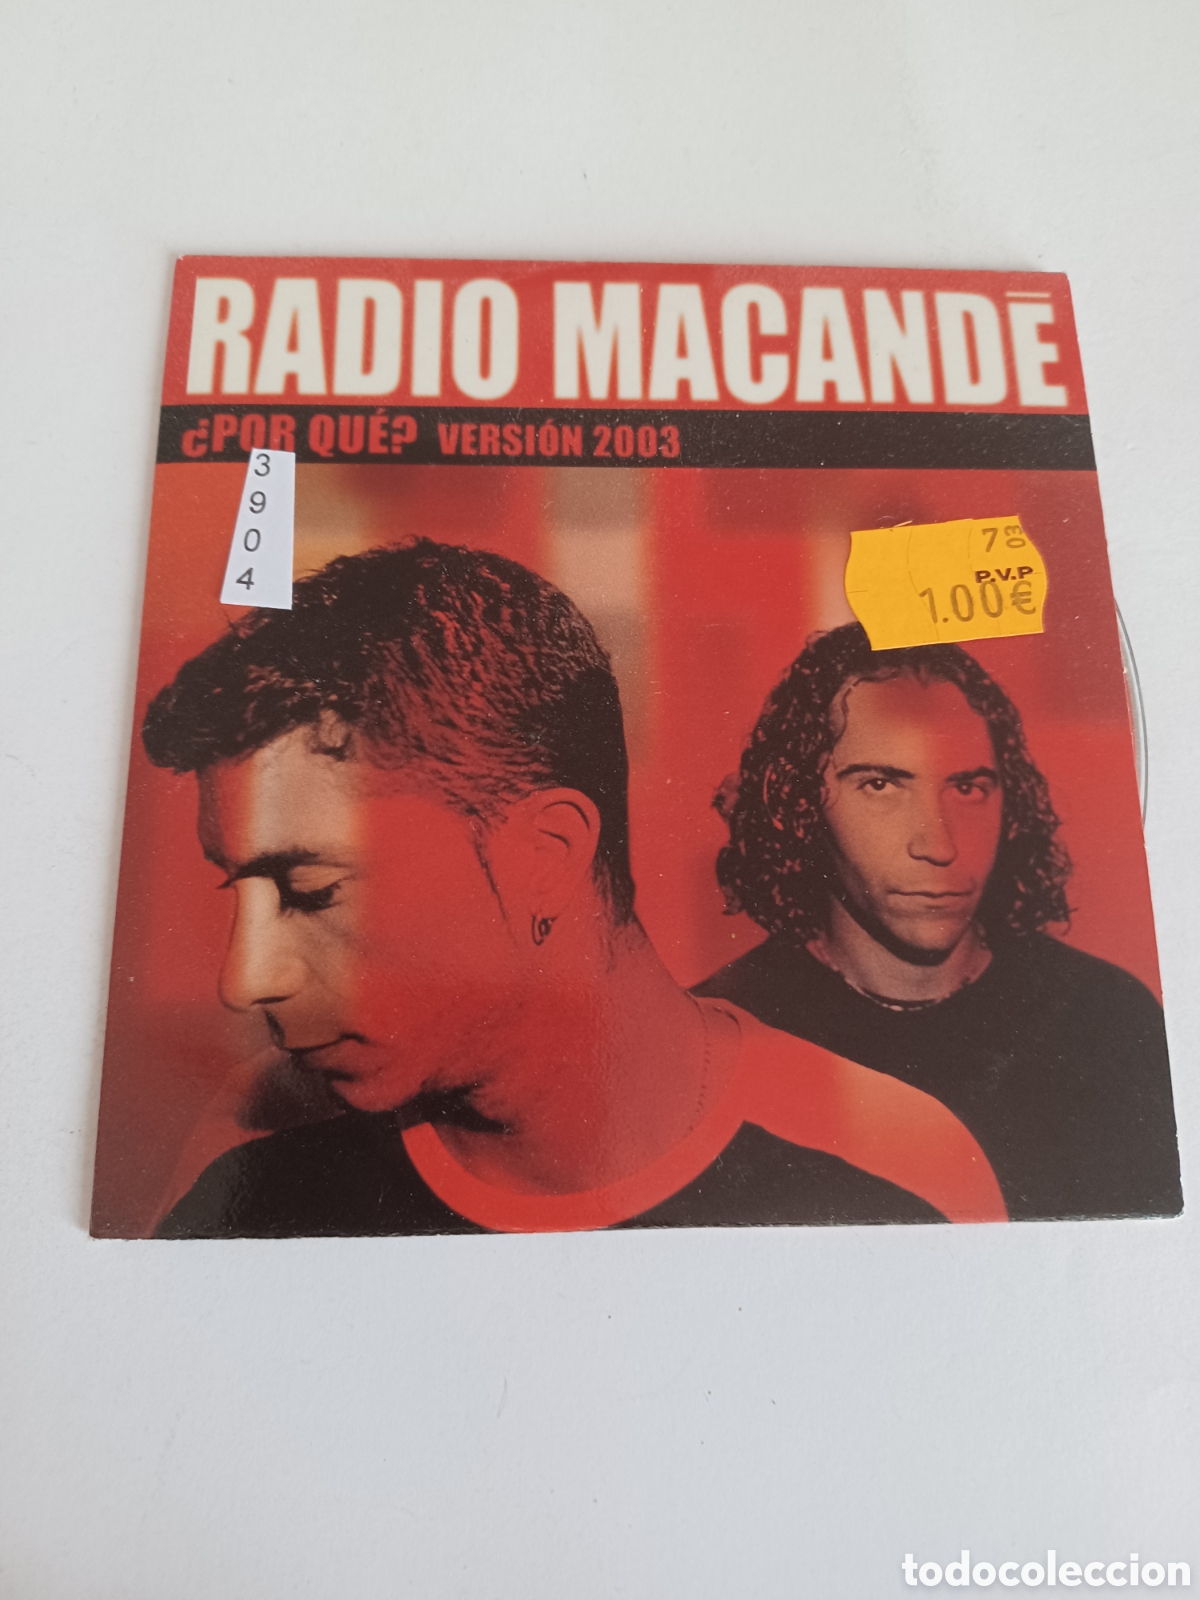 RADIO MACANDĒ
¿POR QUÉ? VERSIÓN 2003
3
9
0
4
7 03
P.V.P
1.00€
todocoleccion